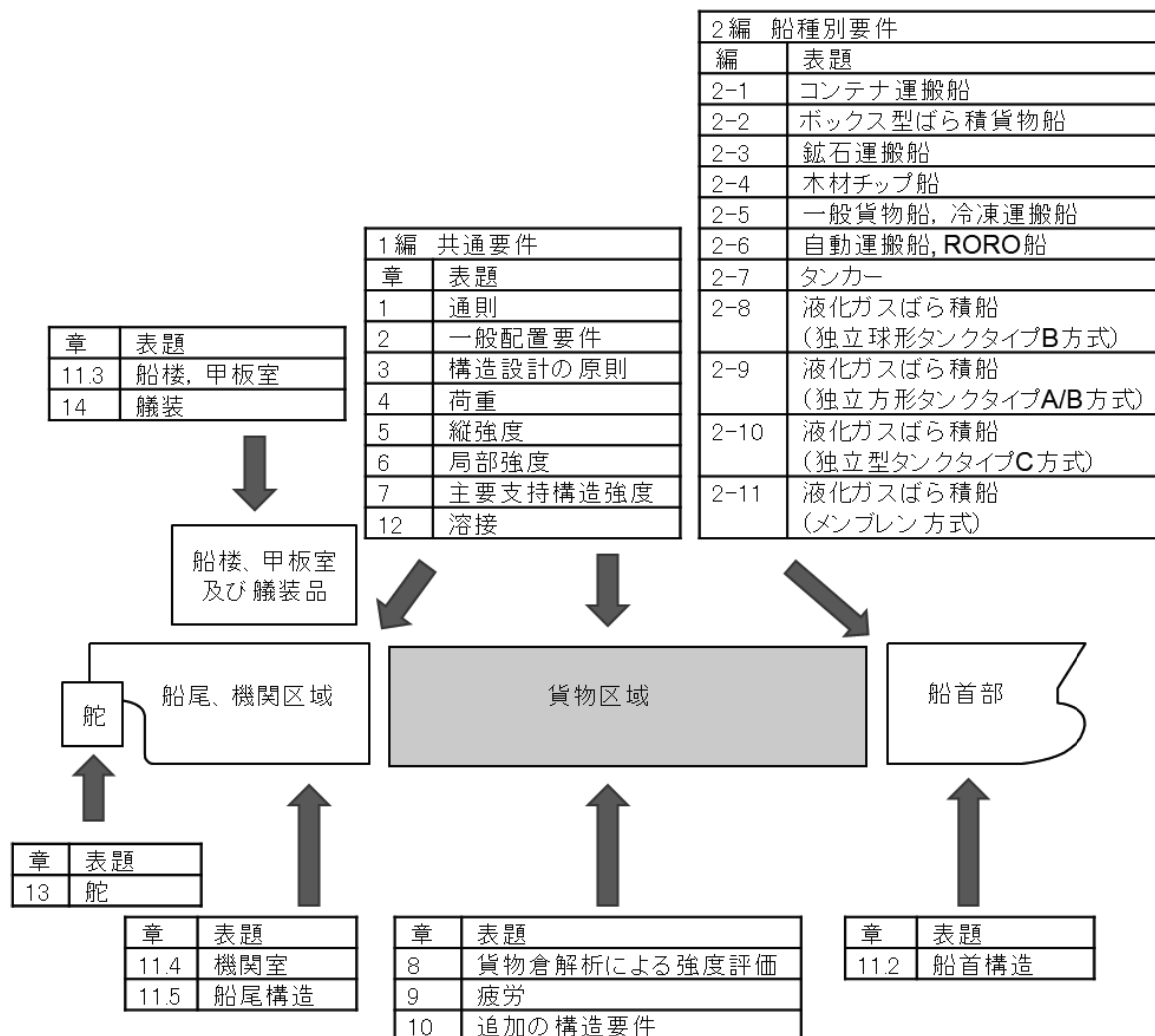 2編 船種別要件
編 表題
2-1 コンテナ運搬船
2-2 ボックス型ばら積貨物船
2-3 鉱石運搬船
2-4 木材チップ船
2-5 一般貨物船, 冷凍運搬船
2-6 自動運搬船, RORO船
2-7 タンカー
2-8 液化ガスばら積船
(独立球形タンクタイプB方式)
2-9 液化ガスばら積船
(独立方形タンクタイプA/B方式)
2-10 液化ガスばら積船
(独立型タンクタイプC方式)
2-11 液化ガスばら積船
(メンブレン方式)
1編 共通要件
章 表題
1 通則
2 一般配置要件
3 構造設計の原則
4 荷重
5 縦強度
6 局部強度
7 主要支持構造強度
12 溶接
章 表題
11.3 船楼, 甲板室
14 艤装
船楼、甲板室
及び艤装品
舵
船尾、機関区域
貨物区域
船首部
章 表題
13 舵
章 表題
11.4 機関室
11.5 船尾構造
章 表題
8 貨物倉解析による強度評価
9 疲労
10 追加の構造要件
章 表題
11.2 船首構造